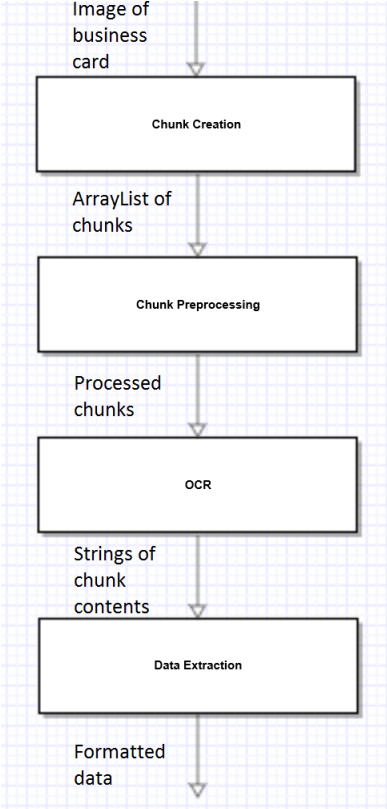 Image of
business
card
Chunk Creation
ArrayList of
chunks
Chunk Preprocessing
Processed
chunks
OCR
Strings of
chunk
contents
Data Extraction
Formatted
data